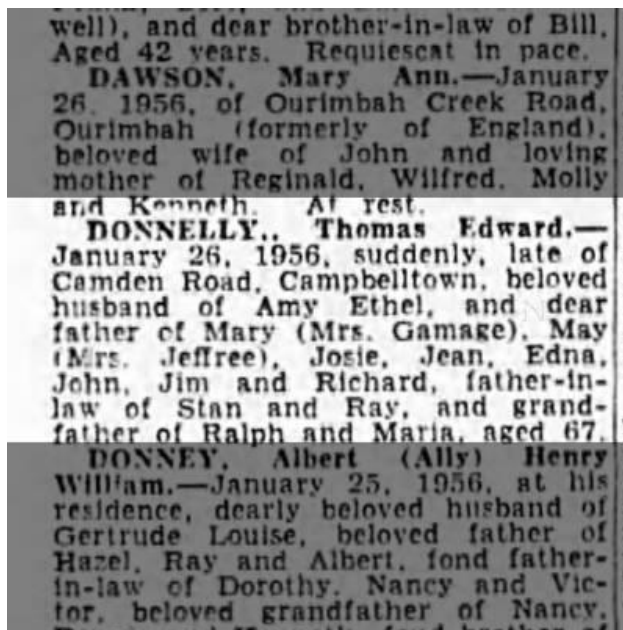 well), and dear brother-in-law of Bill,
Aged 42 years. Requiescat in pace.
DAWSON, Mary Ann.—January
26, 1956, of Ourimbah Creek Road,
Ourimbah (formerly of England),
beloved wife of John and loving
mother of Reginald, Wilfred, Molly
and Kenneth. At rest.
DONNELLY,. Thomas Edward.—
January 26, 1956, suddenly, late of
Camden Road, Campbelltown, beloved
husband of Amy Ethel, and dear
father of Mary (Mrs. Gamage), May
(Mrs. Jeffree), Josie, Jean, Edna,
John, Jim and Richard, father-in-
law of Stan and Ray, and grand-
father of Ralph and Maria, aged 67.
DONNEY, Albert (Ally) Henry
William.—January 25, 1956, at his
residence, dearly beloved husband of
Gertrude Louise, beloved father of
Hazel, Ray and Albert, fond father-
in-law of Dorothy, Nancy and Vic-
tor, beloved grandfather of Nancy,